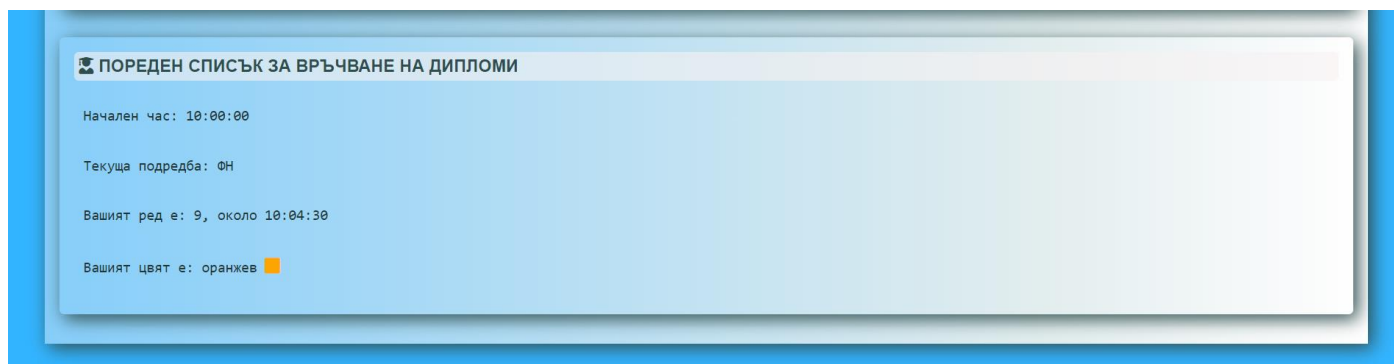 ПОРЕДЕН СПИСЪК ЗА ВРЪЧВАНЕ НА ДИПЛОМИ
Начален час: 10:00:00
Текуща подредба: ФН
Вашият ред е: 9, около 10:04:30
Вашият цвят е: оранжев